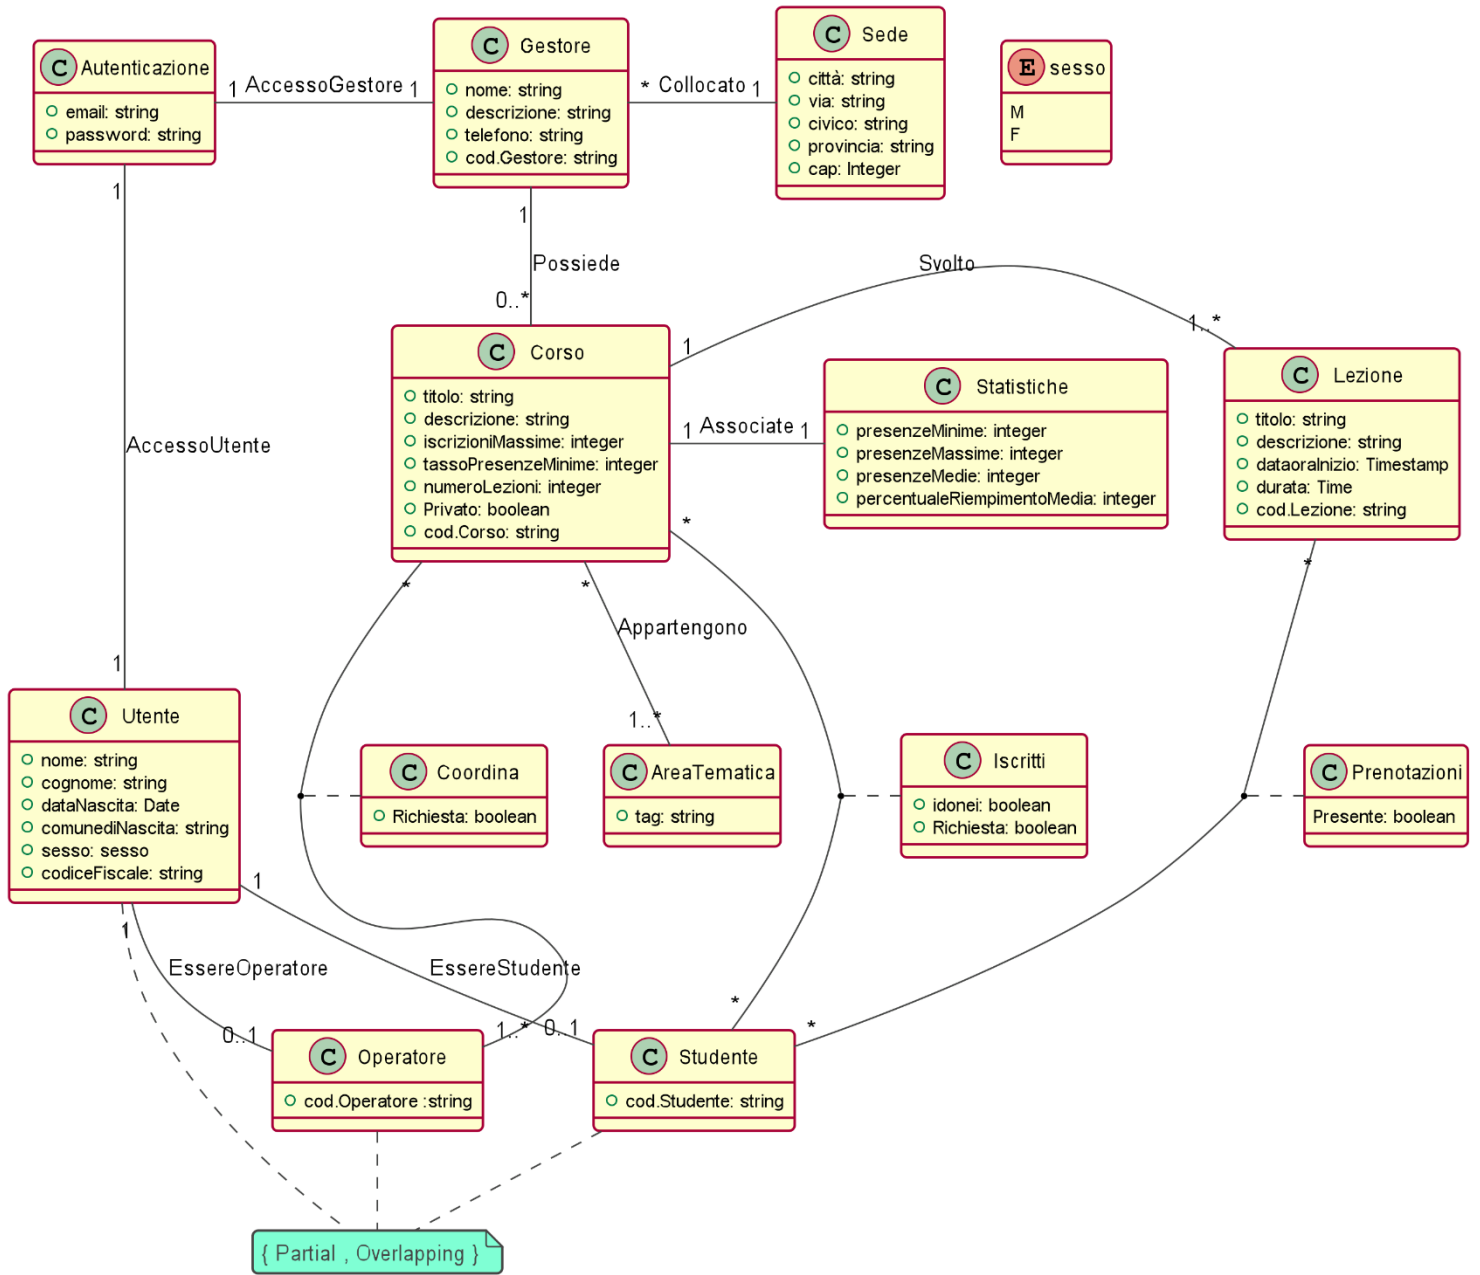 C Autenticazione
email: string
password: string
1 AccessoGestore 1
C Gestore
nome: string
descrizione: string
telefono: string
cod.Gestore: string
* Collocato 1
C Sede
città: string
via: string
civico: string
provincia: string
cap: Integer
E sesso
M
F
1
AccessoUtente
1
1
Possiede
0..*
Svolto
1
1..*
C Corso
titolo: string
descrizione: string
iscrizioniMassime: integer
tassoPresenzeMinime: integer
numeroLezioni: integer
Privato: boolean
cod.Corso: string
1 Associate 1
C Statistiche
presenzeMinime: integer
presenzeMassime: integer
presenzeMedie: integer
percentualeRiempimentoMedia: integer
C Lezione
titolo: string
descrizione: string
dataoraInizio: Timestamp
durata: Time
cod.Lezione: string
*
*
*
*
Appartengono
1..*
C Utente
nome: string
cognome: string
dataNascita: Date
comunediNascita: string
sesso: sesso
codiceFiscale: string
C Coordina
Richiesta: boolean
C AreaTematica
tag: string
C Iscritti
idonei: boolean
Richiesta: boolean
C Prenotazioni
Presente: boolean
1
1
EssereOperatore
EssereStudente
0..1
1..*
0..1
*
*
C Operatore
cod.Operatore :string
C Studente
cod.Studente: string
{ Partial , Overlapping }